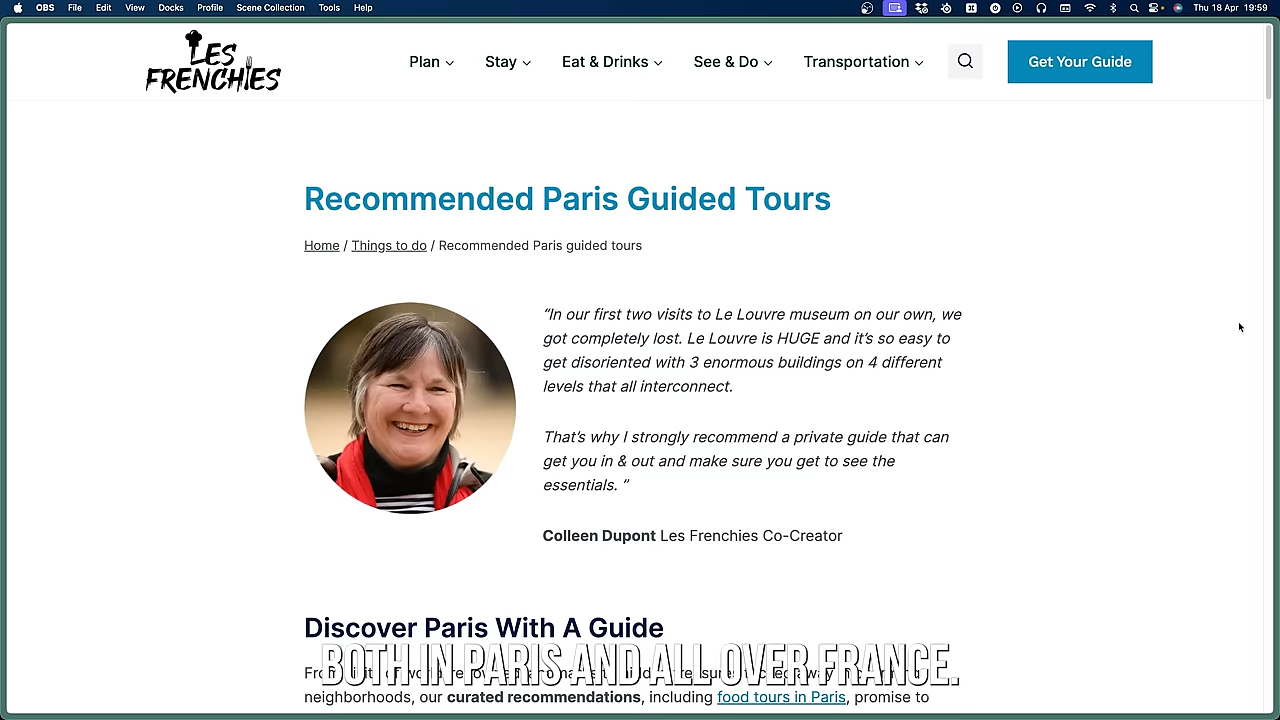 OBS File Edit View Docks Profile Scene Collection Tools Help Thu 18 Apr 19:59
LES FRENCHIES
Plan Stay Eat & Drinks See & Do Transportation Get Your Guide
Recommended Paris Guided Tours
Home / Things to do / Recommended Paris guided tours
“In our first two visits to Le Louvre museum on our own, we
got completely lost. Le Louvre is HUGE and it’s so easy to
get disoriented with 3 enormous buildings on 4 different
levels that all interconnect.
That’s why I strongly recommend a private guide that can
get you in & out and make sure you get to see the
essentials. ”
Colleen Dupont Les Frenchies Co-Creator
Discover Paris With A Guide
BOTH IN PARIS AND ALL OVER FRANCE.
neighborhoods, our curated recommendations, including food tours in Paris, promise to